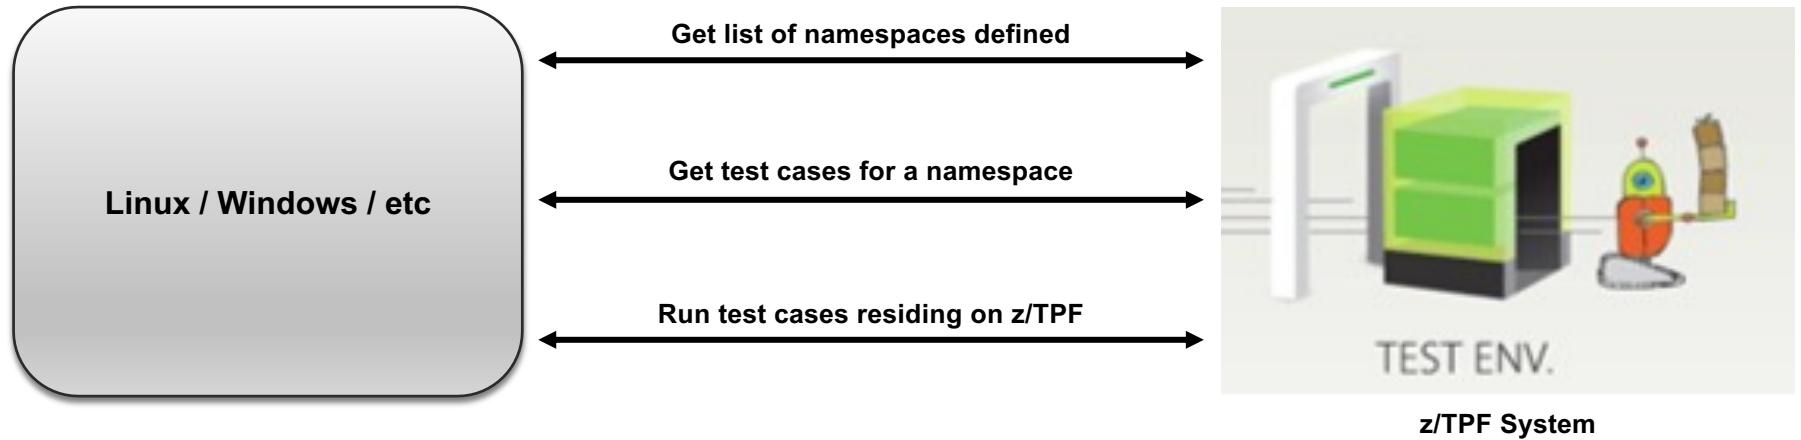 Get list of namespaces defined
Get test cases for a namespace
Linux / Windows / etc
Run test cases residing on z/TPF
TEST ENV.
z/TPF System